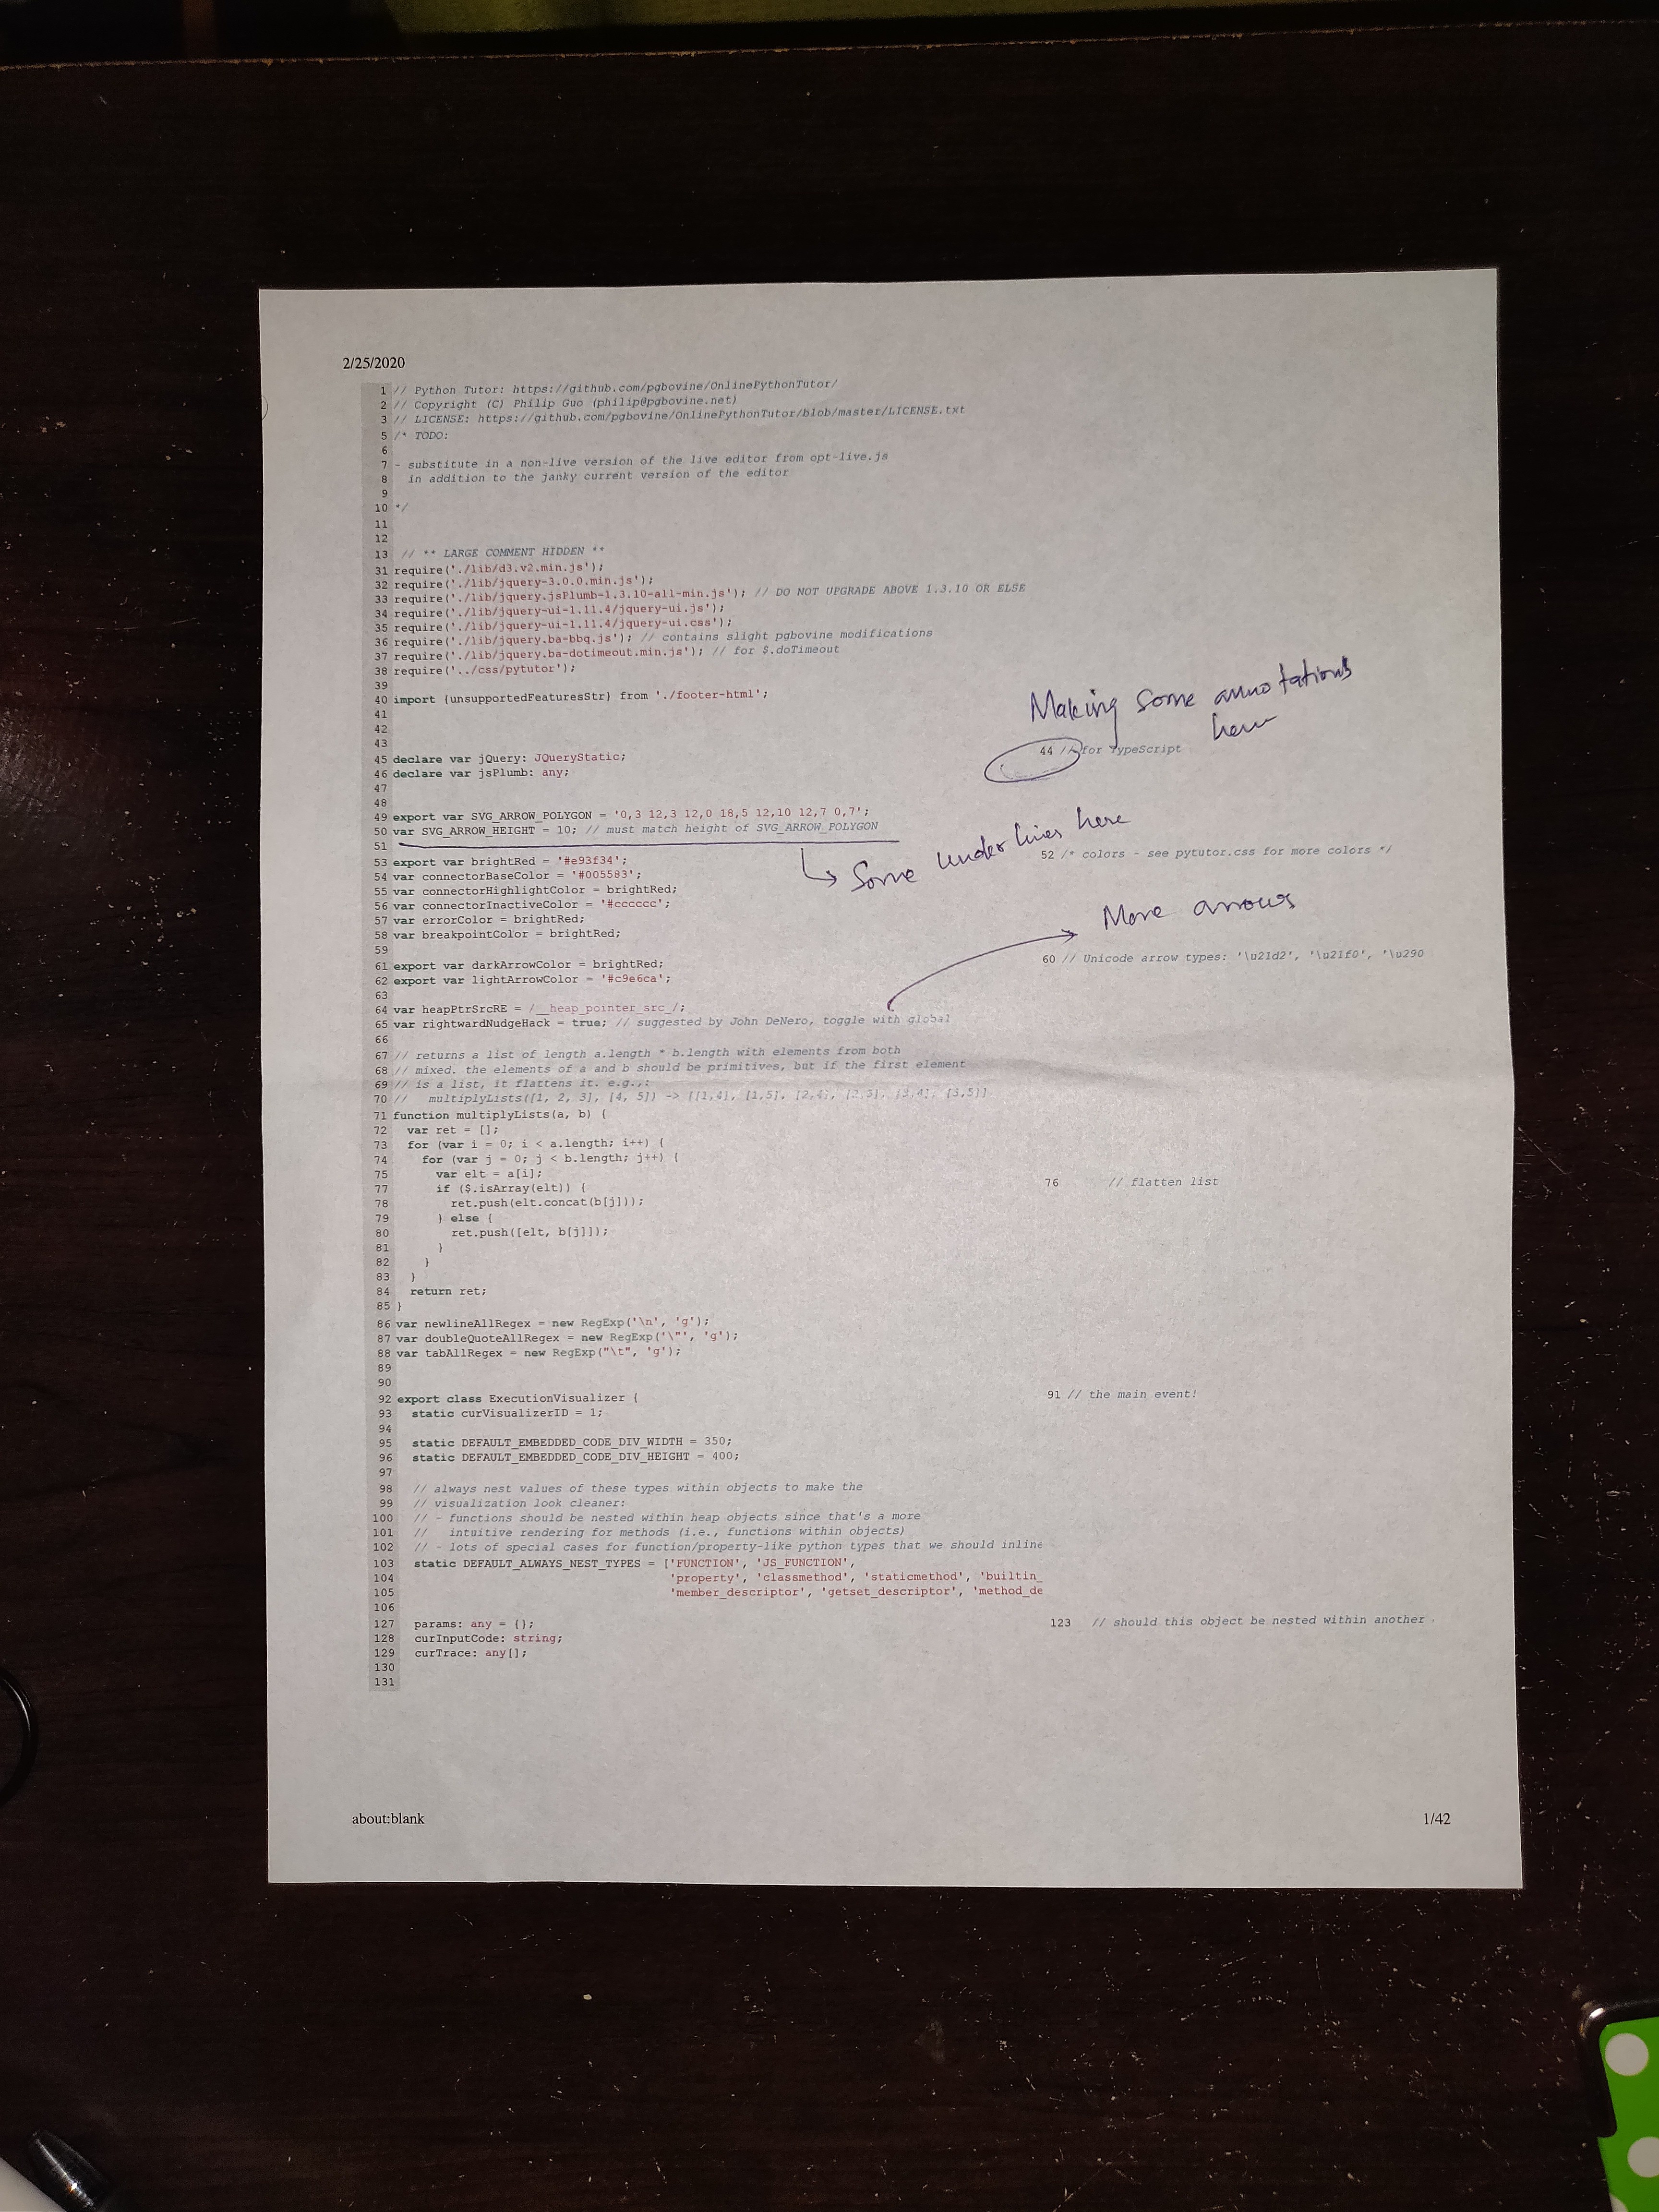 2/25/2020
1 // Python Tutor: https://github.com/pgbovine/OnlinePythonTutor/
2 // Copyright (C) Philip Guo (philip@pgbovine.net)
3 // LICENSE: https://github.com/pgbovine/OnlinePythonTutor/blob/master/LICENSE.txt
5 /* TODO:
6
7 - substitute in a non-live version of the live editor from opt-live.js
8   in addition to the janky current version of the editor
9
10 */
11
12
13 // ** LARGE COMMENT HIDDEN **
31 require('./lib/d3.v2.min.js');
32 require('./lib/jquery-3.0.0.min.js');
33 require('./lib/jquery.jsPlumb-1.3.10-all-min.js'); // DO NOT UPGRADE ABOVE 1.3.10 OR ELSE
34 require('./lib/jquery-ui-1.11.4/jquery-ui.js');
35 require('./lib/jquery-ui-1.11.4/jquery-ui.css');
36 require('./lib/jquery.ba-bbq.js'); // contains slight pgbovine modifications
37 require('./lib/jquery.ba-dotimeout.min.js'); // for $.doTimeout
38 require('../css/pytutor');
39
40 import {unsupportedFeaturesStr} from './footer-html';
41
42
43
Making some annotations
here
44 // for TypeScript
45 declare var jQuery: JQueryStatic;
46 declare var jsPlumb: any;
47
48
49 export var SVG_ARROW_POLYGON = '0,3 12,3 12,0 18,5 12,10 12,7 0,7';
50 var SVG_ARROW_HEIGHT = 10; // must match height of SVG_ARROW_POLYGON
51
Some underlines here
52 /* colors - see pytutor.css for more colors */
53 export var brightRed = '#e93f34';
54 var connectorBaseColor = '#005583';
55 var connectorHighlightColor = brightRed;
56 var connectorInactiveColor = '#cccccc';
57 var errorColor = brightRed;
58 var breakpointColor = brightRed;
59
More arrows
60 // Unicode arrow types: '\u21d2', '\u21f0', '\u290
61 export var darkArrowColor = brightRed;
62 export var lightArrowColor = '#c9e6ca';
63
64 var heapPtrSrcRE = /__heap_pointer_src_/;
65 var rightwardNudgeHack = true; // suggested by John DeNero, toggle with global
66
67 // returns a list of length a.length * b.length with elements from both
68 // mixed. the elements of a and b should be primitives, but if the first element
69 // is a list, it flattens it. e.g.,:
70 //   multiplyLists([1, 2, 3], [4, 5]) -> [[1,4], [1,5], [2,4], [2,5], [3,4], [3,5]]
71 function multiplyLists(a, b) {
72   var ret = [];
73   for (var i = 0; i < a.length; i++) {
74     for (var j = 0; j < b.length; j++) {
75       var elt = a[i];
76       // flatten list
77       if ($.isArray(elt)) {
78         ret.push(elt.concat(b[j]));
79       } else {
80         ret.push([elt, b[j]]);
81       }
82     }
83   }
84   return ret;
85 }
86 var newlineAllRegex = new RegExp('\n', 'g');
87 var doubleQuoteAllRegex = new RegExp('\"', 'g');
88 var tabAllRegex = new RegExp("\t", 'g');
89
90
91 // the main event!
92 export class ExecutionVisualizer {
93   static curVisualizerID = 1;
94
95   static DEFAULT_EMBEDDED_CODE_DIV_WIDTH = 350;
96   static DEFAULT_EMBEDDED_CODE_DIV_HEIGHT = 400;
97
98   // always nest values of these types within objects to make the
99   // visualization look cleaner:
100   // - functions should be nested within heap objects since that's a more
101   //   intuitive rendering for methods (i.e., functions within objects)
102   // - lots of special cases for function/property-like python types that we should inline
103   static DEFAULT_ALWAYS_NEST_TYPES = ['FUNCTION', 'JS_FUNCTION',
104                                       'property', 'classmethod', 'staticmethod', 'builtin_
105                                       'member_descriptor', 'getset_descriptor', 'method_de
106
123   // should this object be nested within another
127   params: any = {};
128   curInputCode: string;
129   curTrace: any[];
130
131
about:blank
1/42